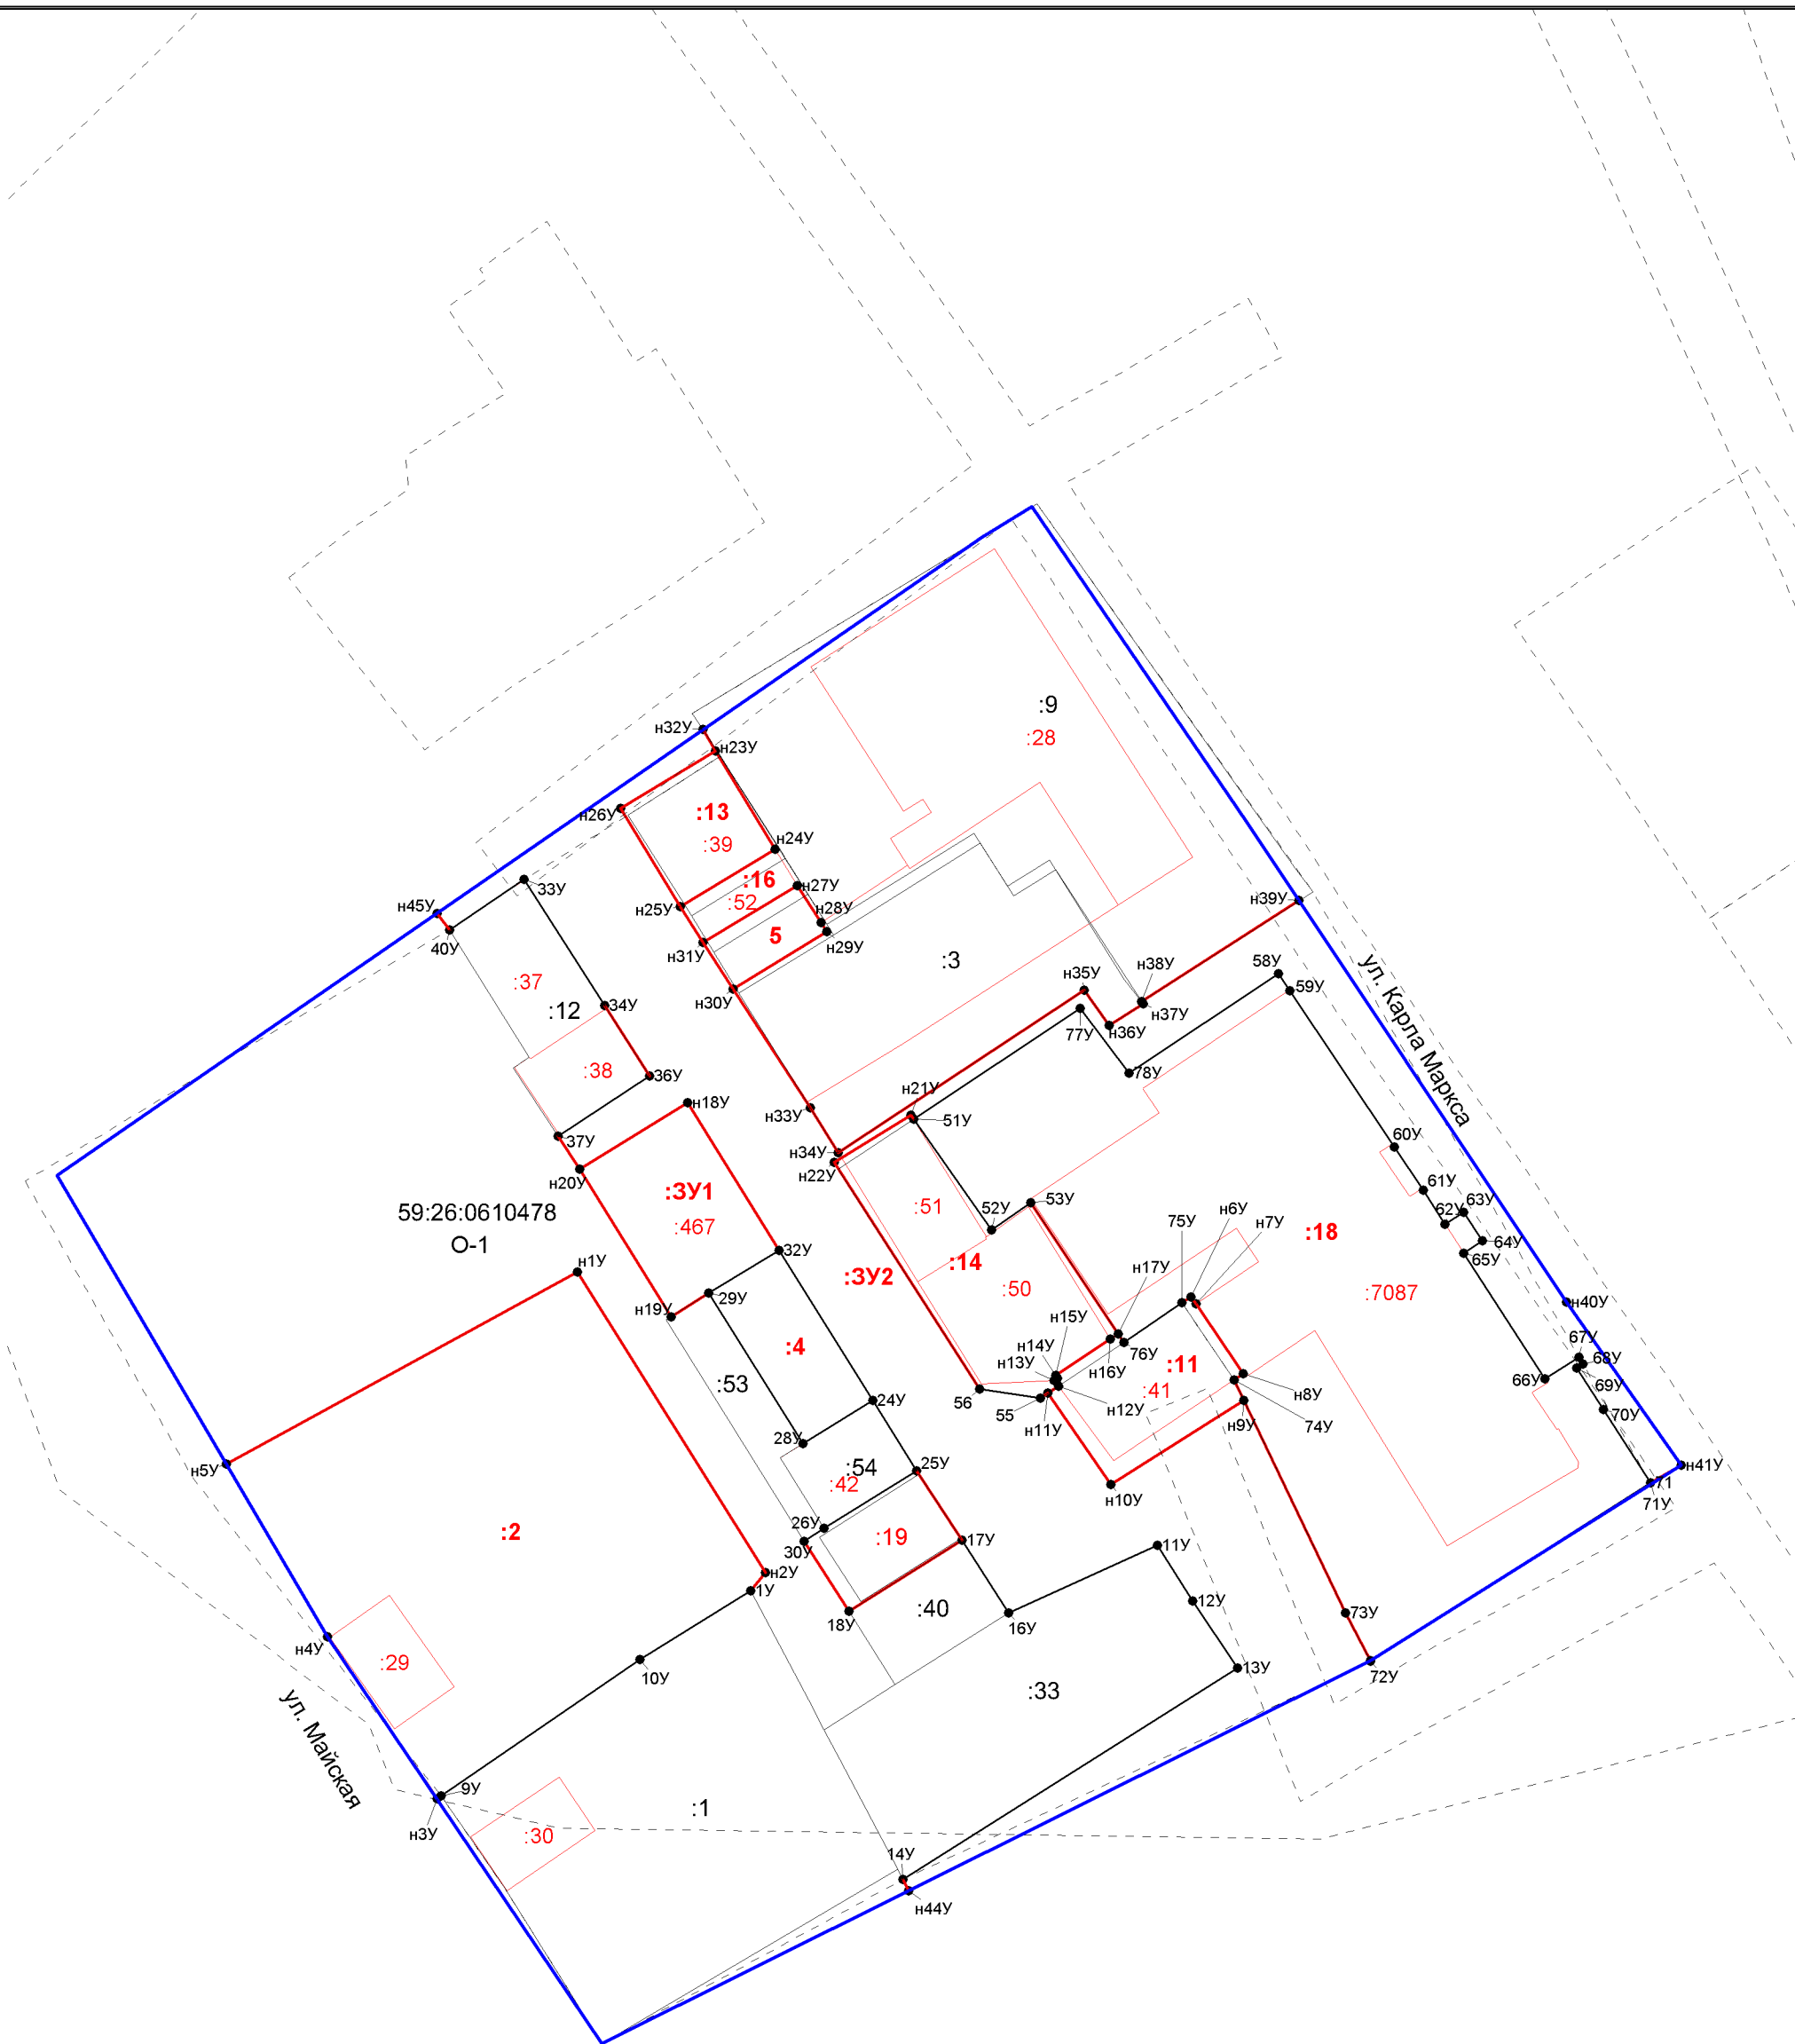 :9
н32У
:28
н23У
:13
н26У
:39
н24У
:16
33У
н27У
н45У
:52
н39У
н25У
н28У
40У
5
н29У
н31У
:3
58У
:37
н35У
н38У
59У
н30У
34У
:12
н37У
н36У
77У
ул. Карла Маркса
:38
36У
78У
н18У
н33У
н21У
51У
37У
60У
н34У
н20У
н22У
:ЗУ1
61У
:51
53У
59:26:0610478
52У
62У
63У
:467
н6У
75У
н7У
:18
О-1
32У
64У
65У
:14
н17У
н1У
:ЗУ2
:50
29У
:7087
н40У
н19У
н15У
н14У
76У
:4
н13У
н16У
:11
67У
68У
66У
69У
:53
:41
н8У
56
24У
н12У
55
н9У
70У
74У
н11У
28У
25У
н5У
:54
н41У
:42
71
н10У
71У
26У
:2
:19
17У
30У
11У
н2У
1У
12У
:40
18У
16У
73У
н4У
:29
10У
13У
72У
:33
ул. Майская
9У
:1
н3У
:30
14У
н44У